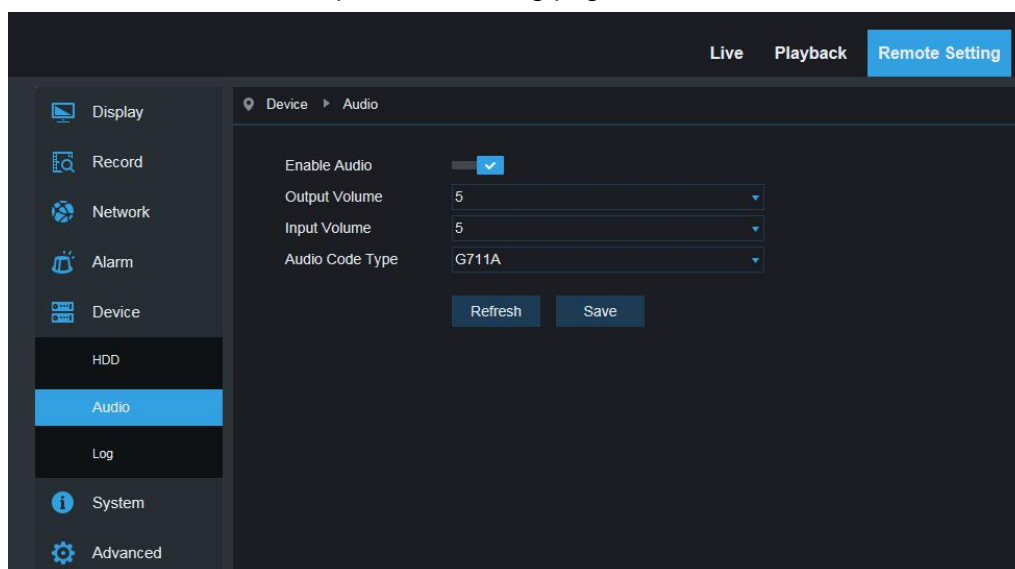 Live Playback Remote Setting
Display
Device Audio
Record
Enable Audio
Output Volume 5
Network
Input Volume 5
Alarm
Audio Code Type G711A
Device
Refresh Save
HDD
Audio
Log
System
Advanced